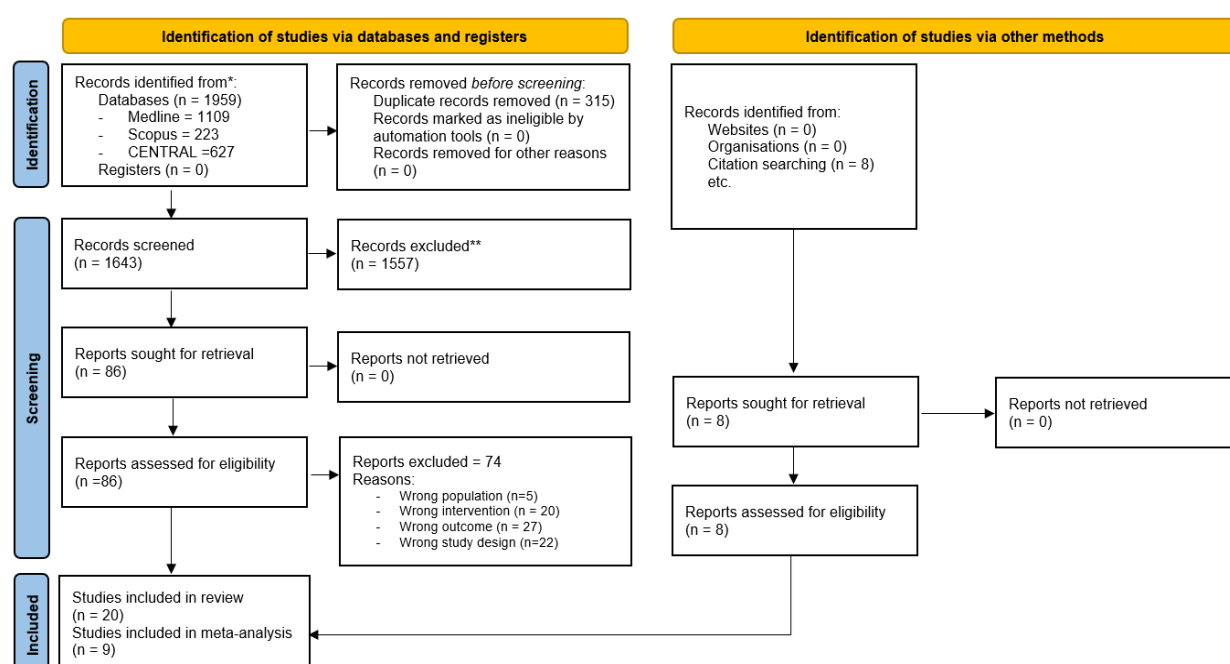 Identification of studies via databases and registers
Identification of studies via other methods
Identification
Records identified from*:
Databases (n = 1959)
- Medline = 1109
- Scopus = 223
- CENTRAL =627
Registers (n = 0)
Records removed before screening:
Duplicate records removed (n = 315)
Records marked as ineligible by
automation tools (n = 0)
Records removed for other reasons
(n = 0)
Records identified from:
Websites (n = 0)
Organisations (n = 0)
Citation searching (n = 8)
etc.
Screening
Records screened
(n = 1643)
Records excluded**
(n = 1557)
Reports sought for retrieval
(n = 86)
Reports not retrieved
(n = 0)
Reports sought for retrieval
(n = 8)
Reports not retrieved
(n = 0)
Reports assessed for eligibility
(n =86)
Reports excluded = 74
Reasons:
- Wrong population (n=5)
- Wrong intervention (n = 20)
- Wrong outcome (n = 27)
- Wrong study design (n=22)
Reports assessed for eligibility
(n = 8)
Included
Studies included in review
(n = 20)
Studies included in meta-analysis
(n = 9)